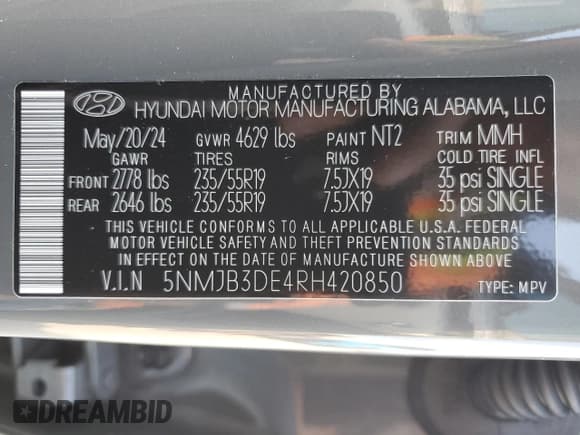 MANUFACTURED BY
HYUNDAI MOTOR MANUFACTURING ALABAMA, LLC
May/20/24 GVWR 4629 lbs PAINT NT2 TRIM MMH
GAWR TIRES RIMS COLD TIRE INFL
FRONT 2778 lbs 235/55R19 7.5JX19 35 psi SINGLE
REAR 2646 lbs 235/55R19 7.5JX19 35 psi SINGLE
THIS VEHICLE CONFORMS TO ALL APPLICABLE U.S.A. FEDERAL
MOTOR VEHICLE SAFETY AND THEFT PREVENTION STANDARDS
IN EFFECT ON THE DATE OF MANUFACTURE SHOWN ABOVE
V.I.N 5NMJB3DE4RH420850 TYPE: MPV
DREAMBID